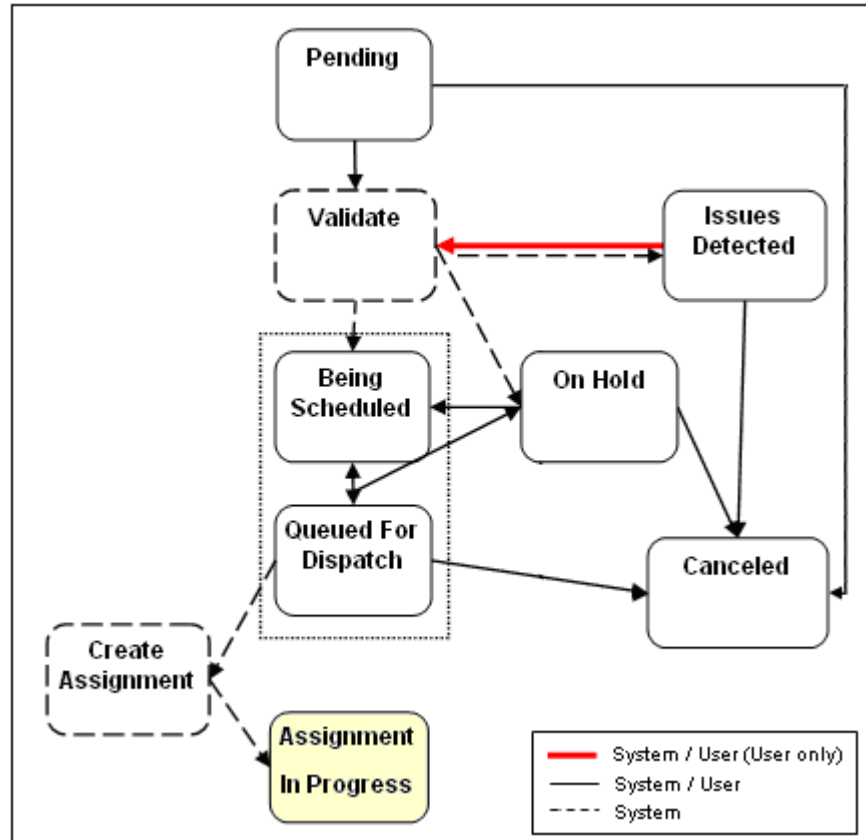 Pending
Validate
Issues
Detected
Being
Scheduled
On Hold
Queued For
Dispatch
Canceled
Create
Assignment
Assignment
In Progress
System / User (User only)
System / User
System